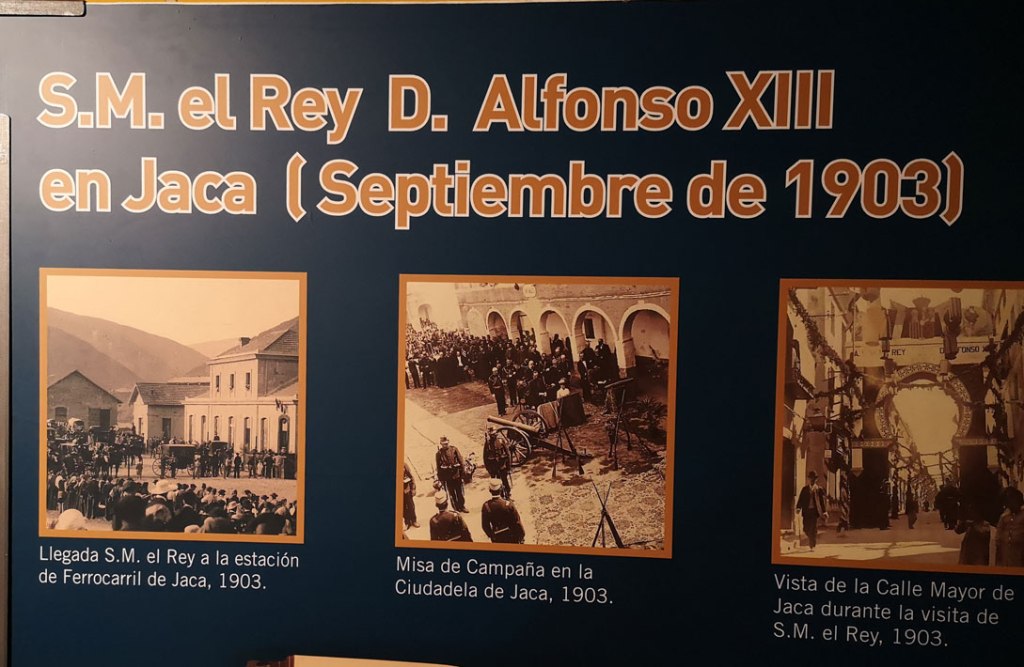 S.M. el Rey D. Alfonso XIII
en Jaca ( Septiembre de 1903)
Llegada S.M. el Rey a la estación
de Ferrocarril de Jaca, 1903.
Misa de Campaña en la
Ciudadela de Jaca, 1903.
REY
ALFONSO
Vista de la Calle Mayor de
Jaca durante la visita de
S.M. el Rey, 1903.